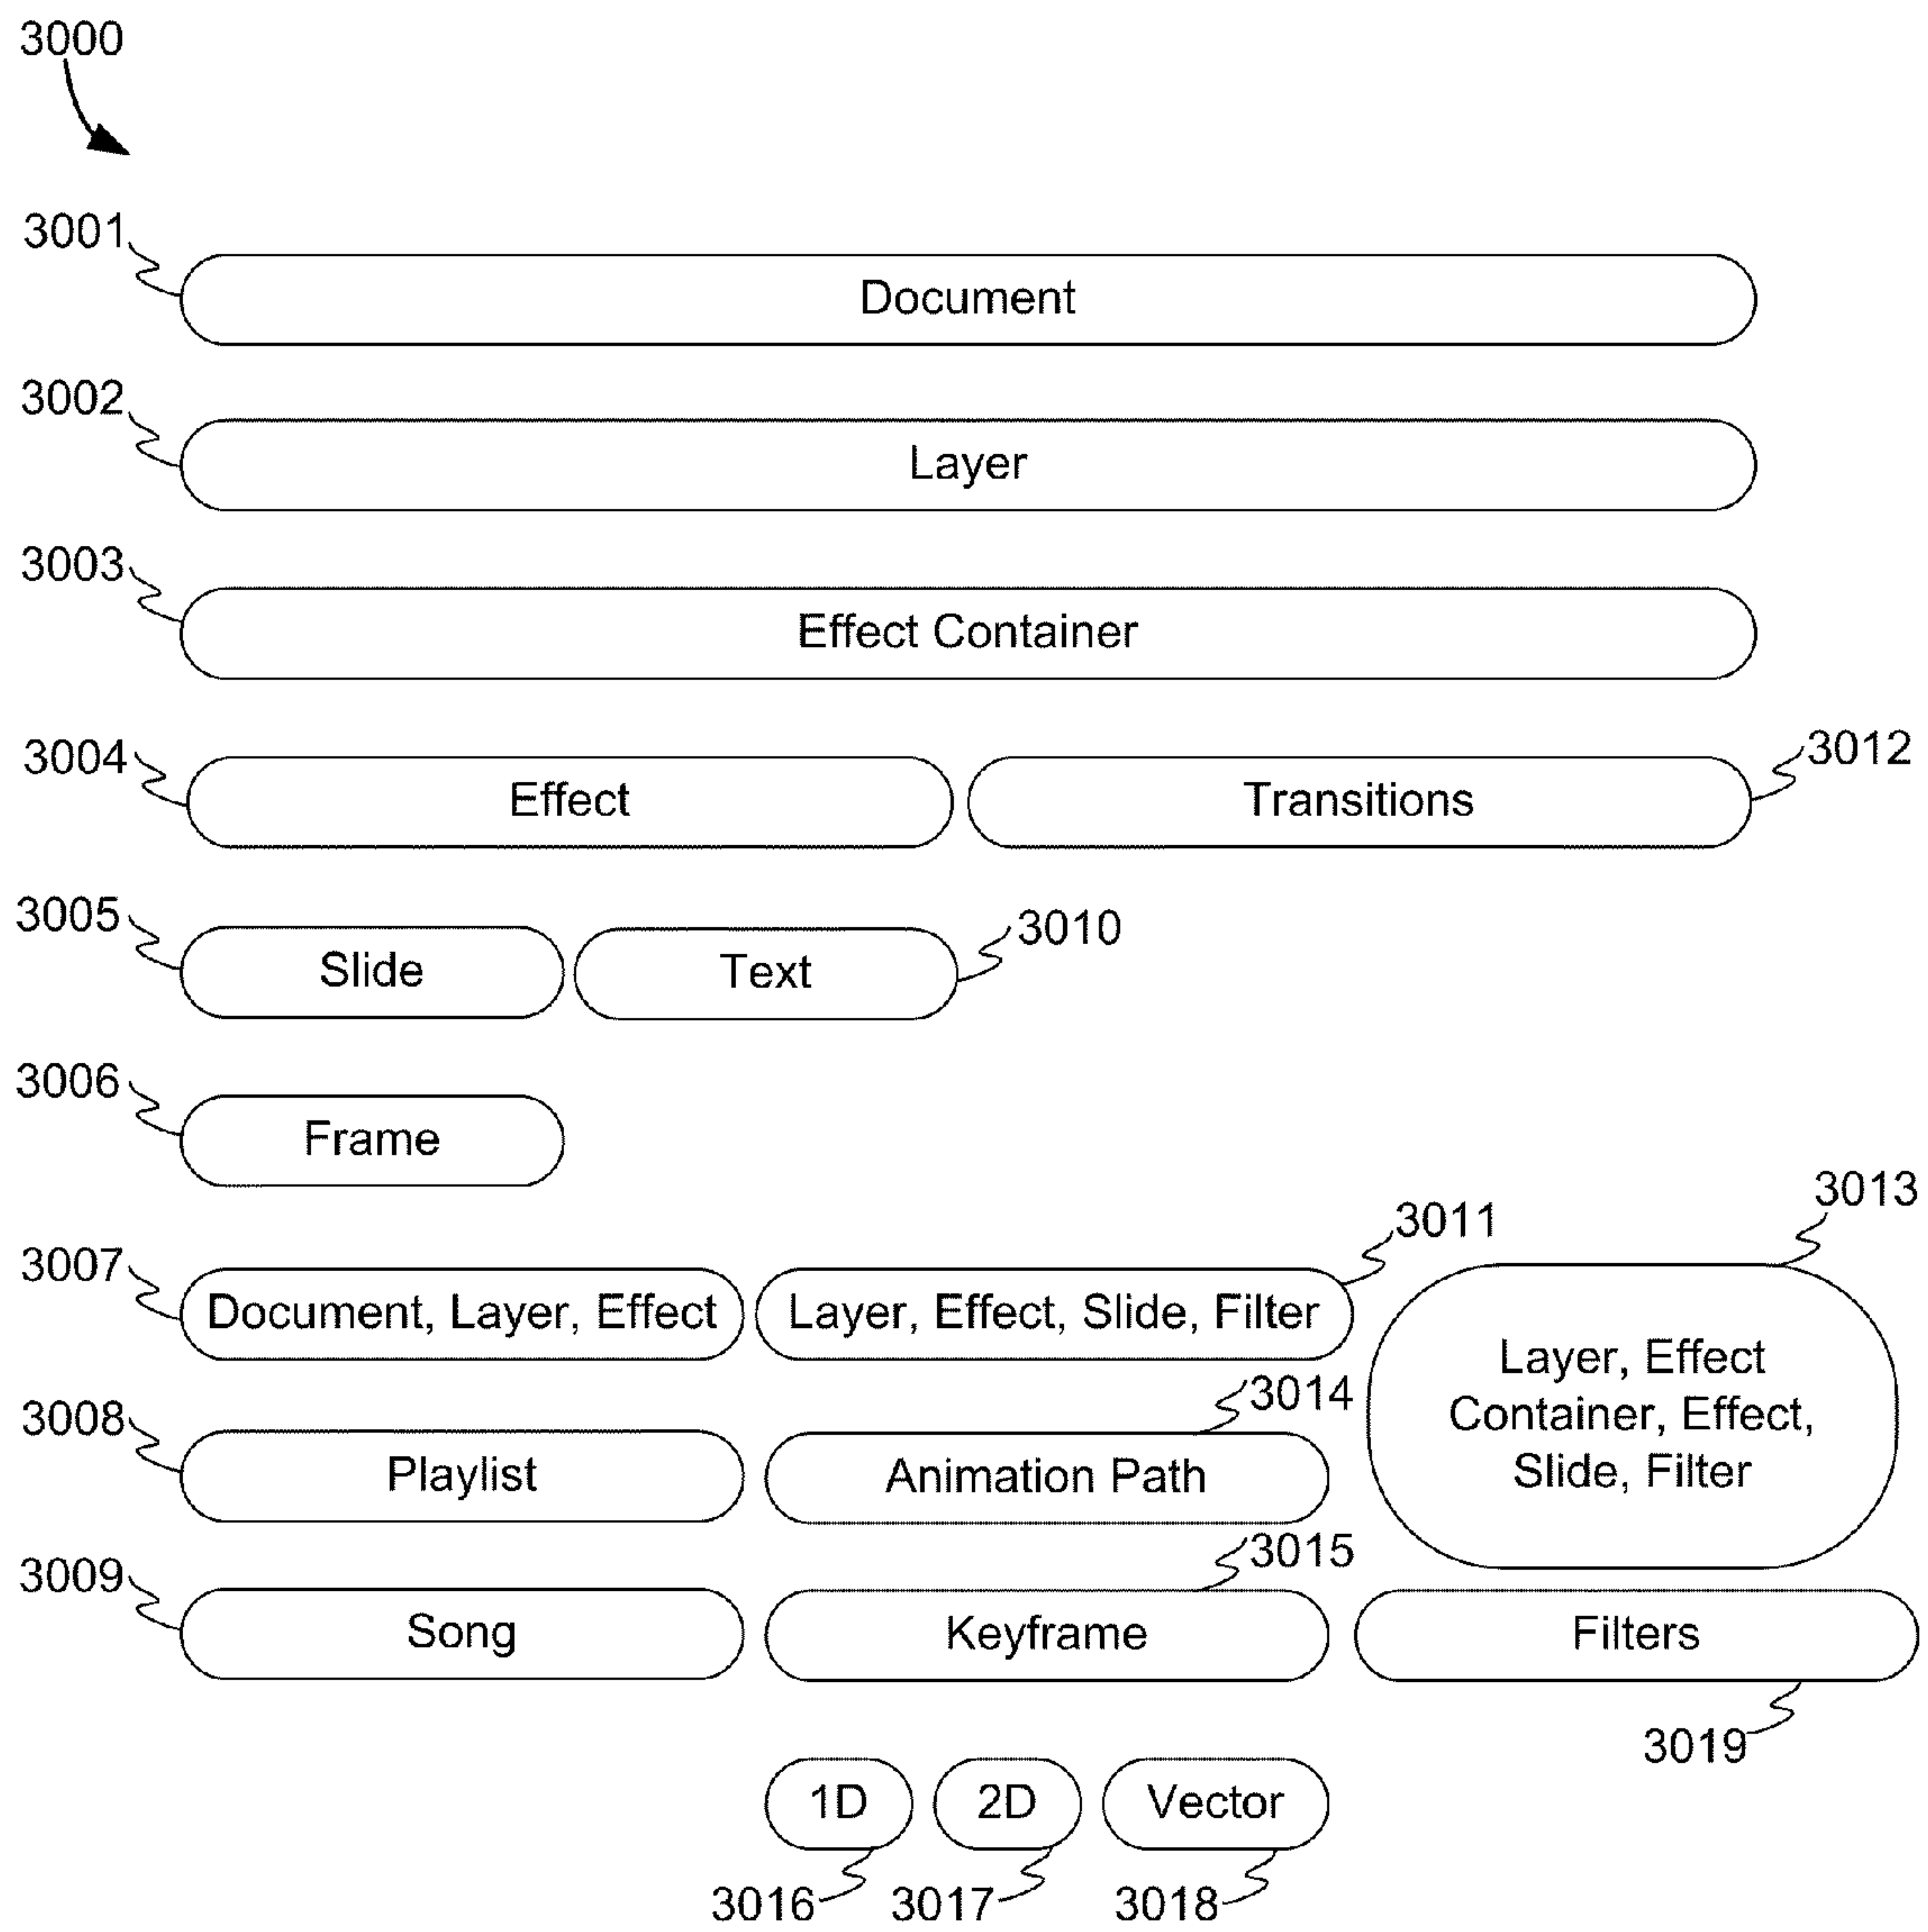 3000
3001
Document
3002
Layer
3003
Effect Container
3004
Effect
Transitions
3012
3005
Slide
Text
3010
3006
Frame
3013
3011
3007
Document, Layer, Effect
Layer, Effect, Slide, Filter
Layer, Effect
Container, Effect,
Slide, Filter
3014
3008
Playlist
Animation Path
3015
3009
Song
Keyframe
Filters
3019
1D
2D
Vector
3016
3017
3018